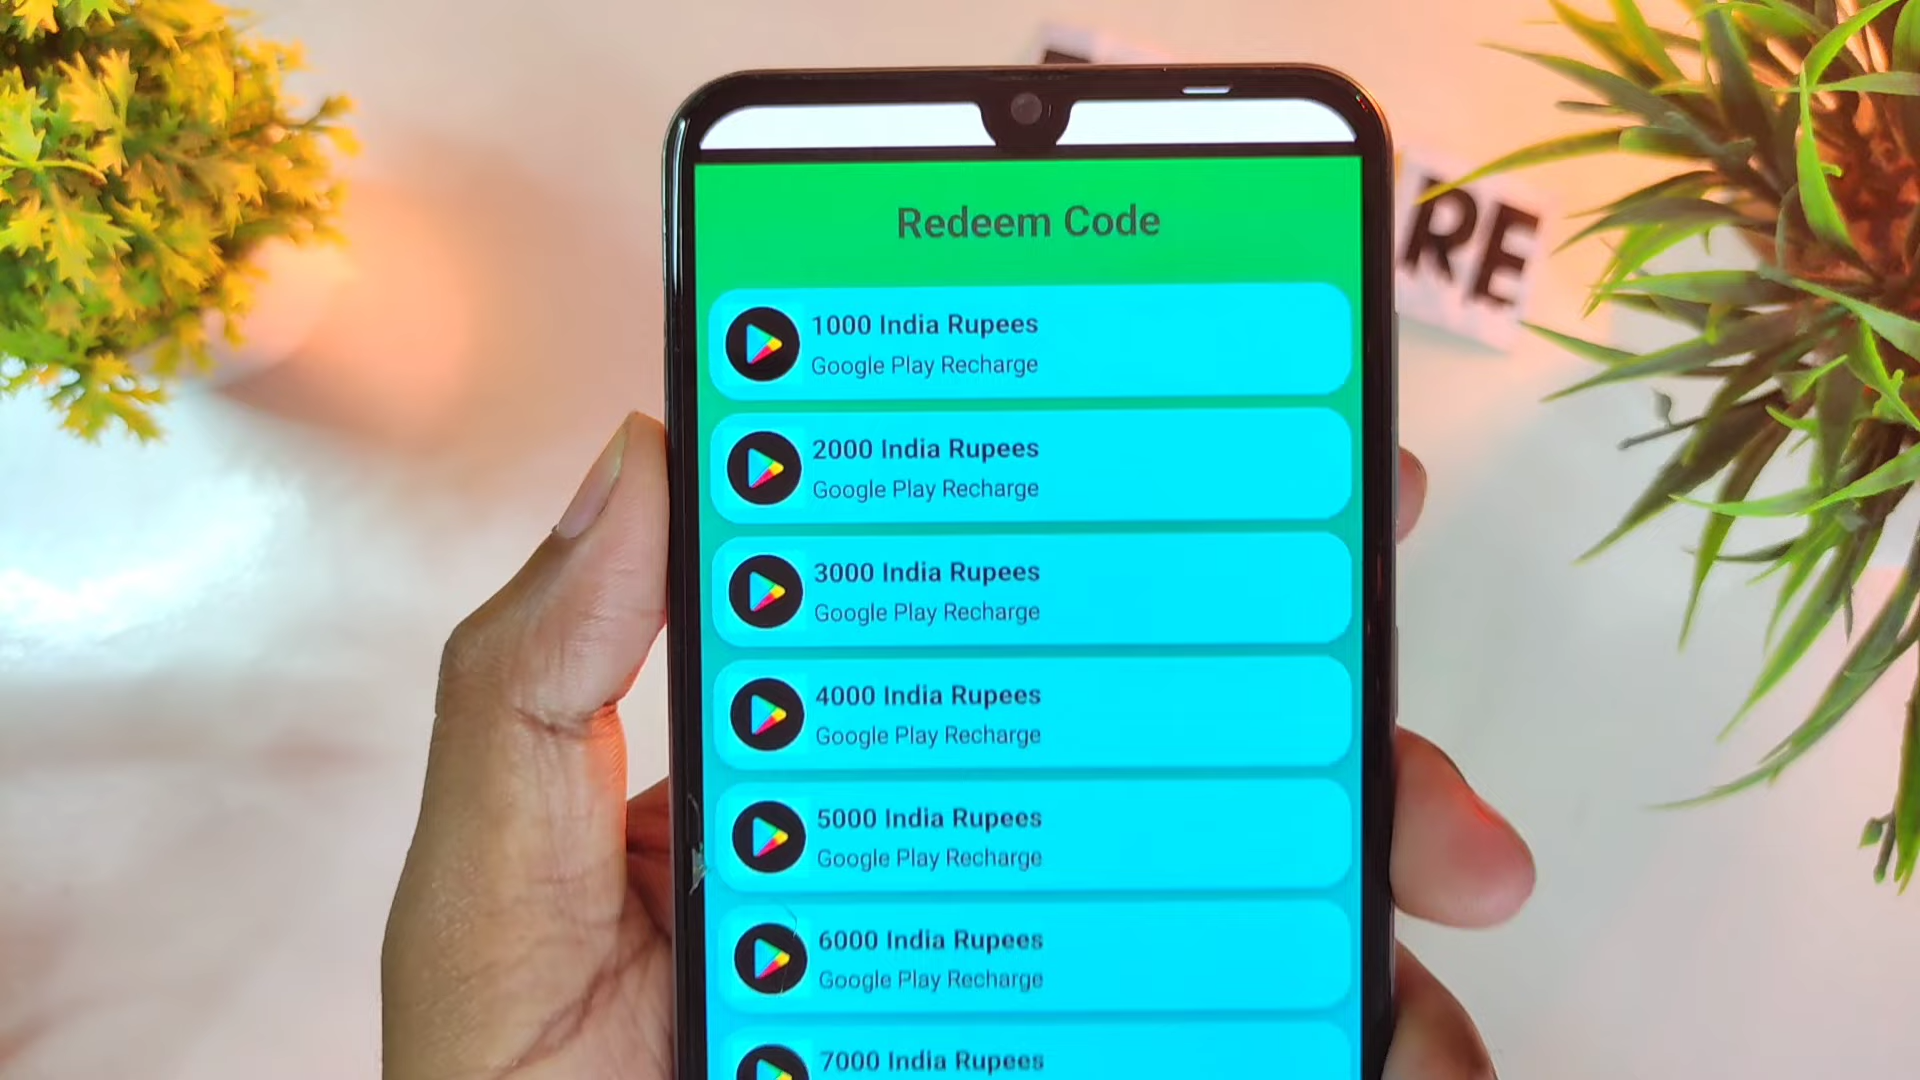 Redeem Code
RE
1000 India Rupees
Google Play Recharge
2000 India Rupees
Google Play Recharge
3000 India Rupees
Google Play Recharge
4000 India Rupees
Google Play Recharge
5000 India Rupees
Google Play Recharge
6000 India Rupees
Google Play Recharge
7000 India Rupees